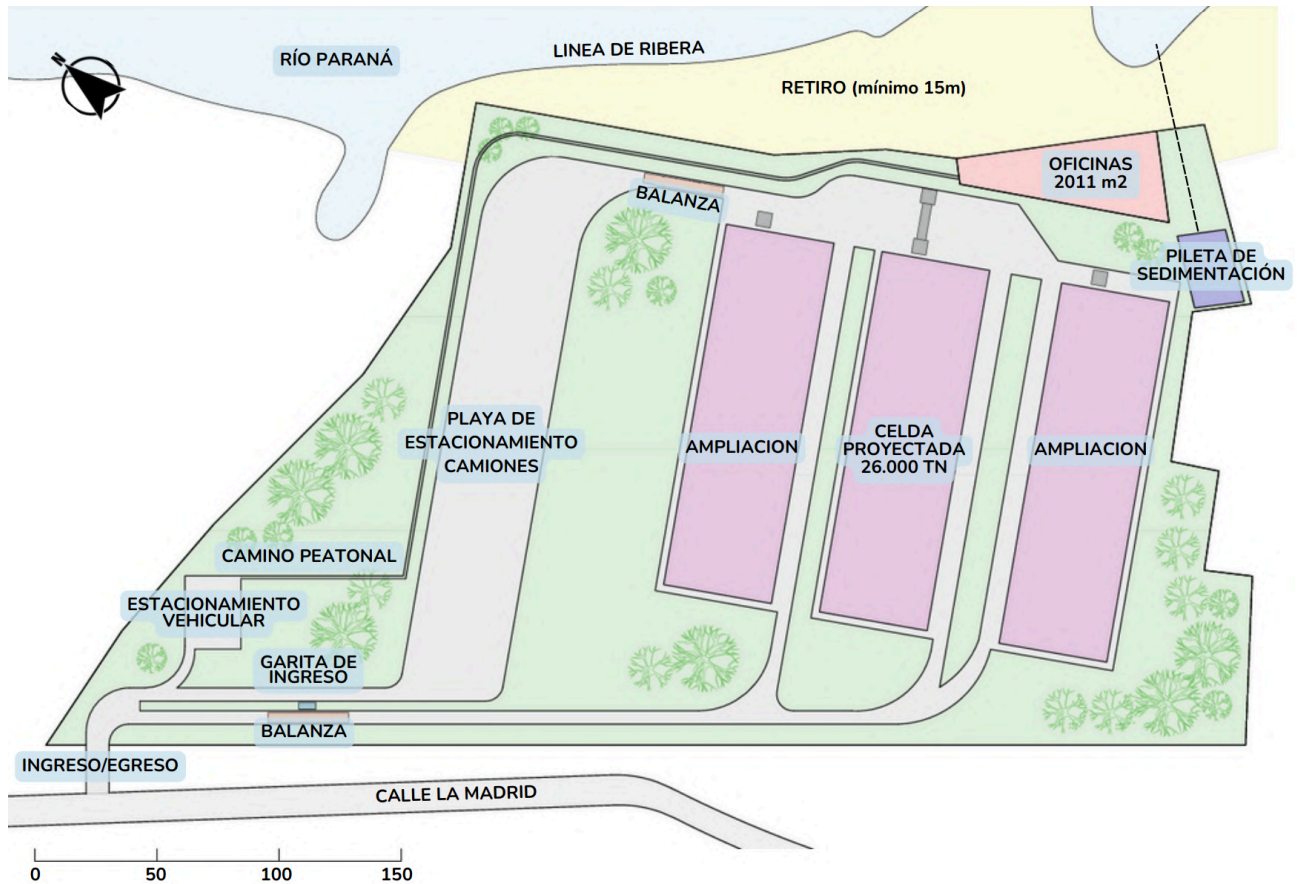 N
RÍO PARANÁ
LINEA DE RIBERA
RETIRO (mínimo 15m)
OFICINAS
2011 m2
BALANZA
PILETA DE
SEDIMENTACIÓN
PLAYA DE
ESTACIONAMIENTO
CAMIONES
AMPLIACION
CELDA
PROYECTADA
26.000 TN
AMPLIACION
CAMINO PEATONAL
ESTACIONAMIENTO
VEHICULAR
GARITA DE
INGRESO
BALANZA
INGRESO/EGRESO
CALLE LA MADRID
0 50 100 150